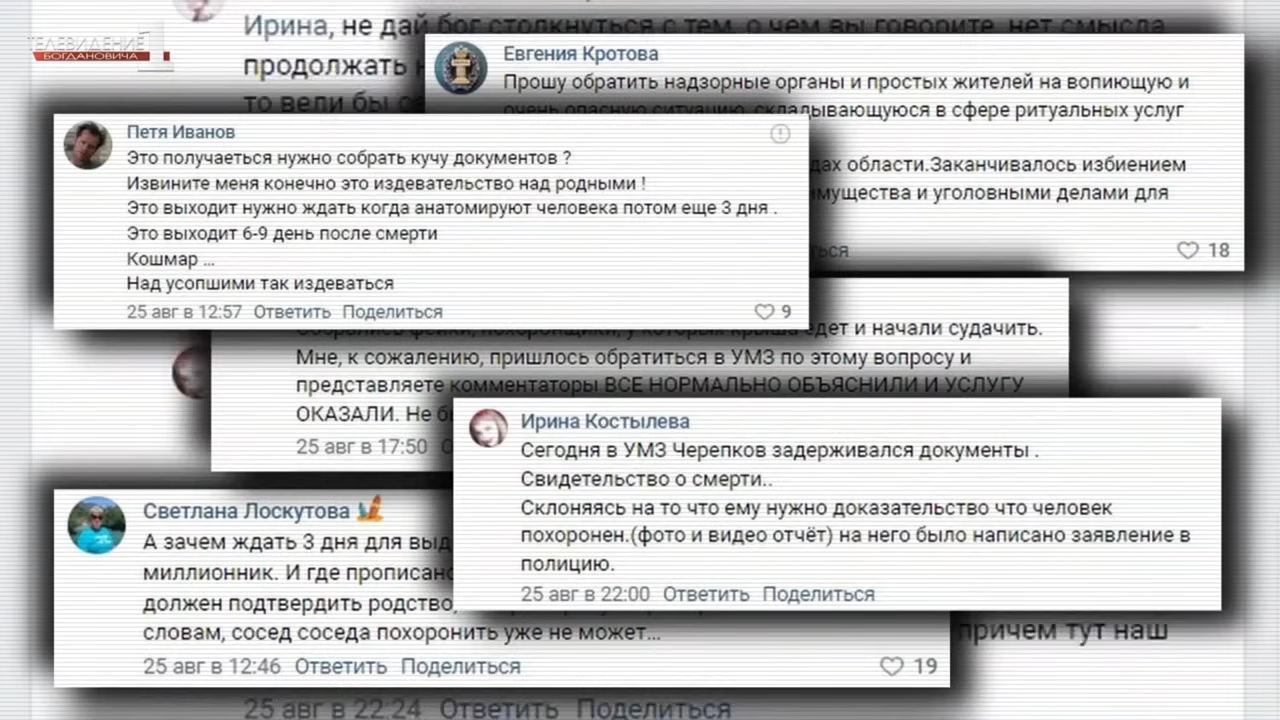 ТЕЛЕВИДЕНИЕ
БОГДАНОВИЧА
1
Ирина, не дай бог столкнуться с тем, о чем вы говорите, нет смысла
продолжать
то вели бы
Евгения Кротова
Прошу обратить надзорные органы и простых жителей на вопиющую и
очень опасную ситуацию, складывающуюся в сфере ритуальных услуг
области.Заканчивалось избиением
и уголовными делами для
18
Петя Иванов
Это получаеться нужно собрать кучу документов ?
Извините меня конечно это издевательство над родными !
Это выходит нужно ждать когда анатомируют человека потом еще 3 дня .
Это выходит 6-9 день после смерти
Кошмар ...
Над усопшими так издеваться
25 авг в 12:57 Ответить Поделиться
9
Собрались фейки, похоронщики, у которых крыша едет и начали судачить.
Мне, к сожалению, пришлось обратиться в УМЗ по этому вопросу и
представляете комментаторы ВСЕ НОРМАЛЬНО ОБЪЯСНИЛИ И УСЛУГУ
ОКАЗАЛИ. Не
25 авг в 17:50
Ирина Костылева
Сегодня в УМЗ Черепков задерживался документы .
Свидетельство о смерти..
Склоняясь на то что ему нужно доказательство что человек
похоронен.(фото и видео отчёт) на него было написано заявление в
полицию.
25 авг в 22:00 Ответить Поделиться
Светлана Лоскутова
А зачем ждать 3 дня для
миллионник. И где прописано
должен подтвердить родство,
словам, сосед соседа похоронить уже не может...
25 авг в 12:46 Ответить Поделиться
19
причем тут наш
25 авг в 22:24 Ответить Поделиться